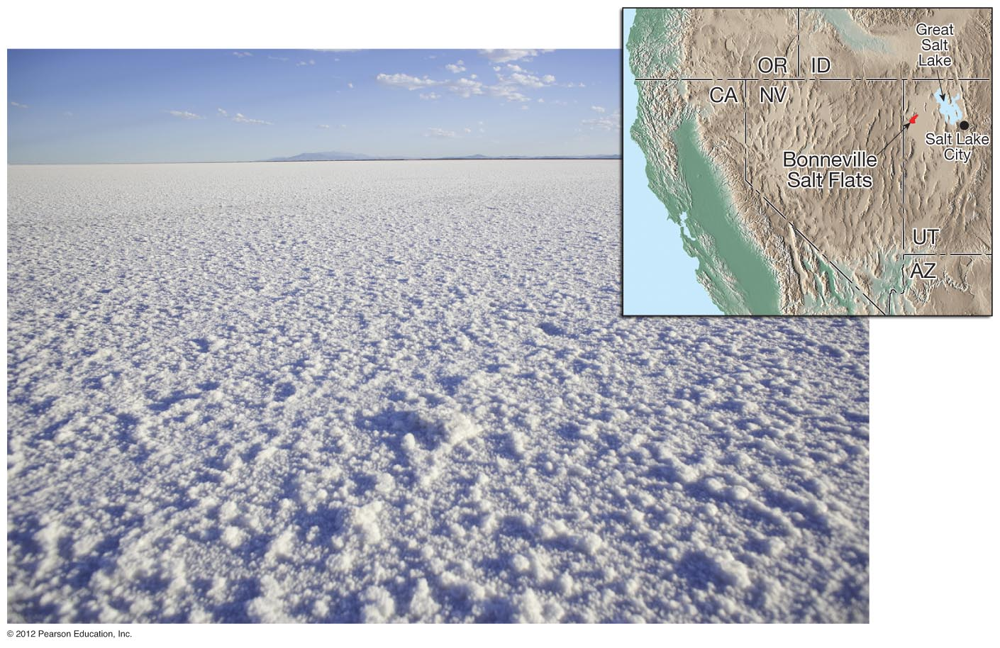 Great
Salt
Lake
OR
ID
CA
NV
Salt Lake
City
Bonneville
Salt Flats
UT
AZ
© 2012 Pearson Education, Inc.